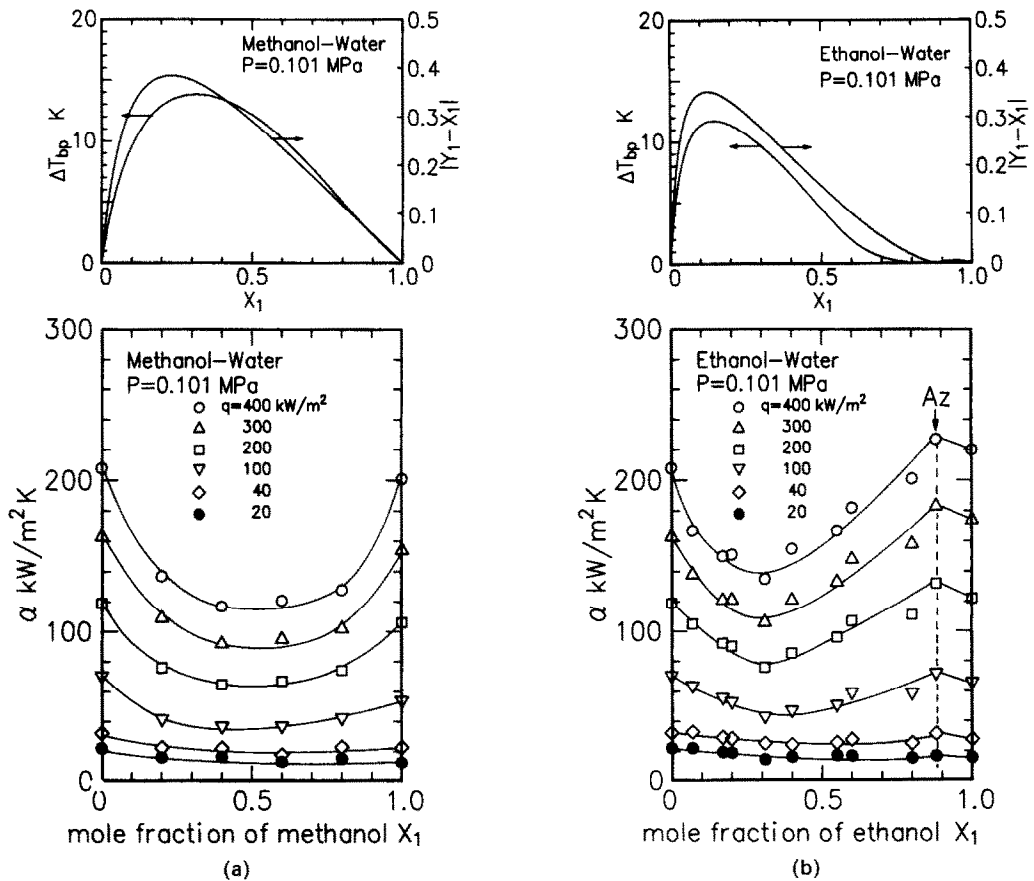 20
0.5
Methanol-Water
P=0.101 MPa
0.4
0.3
10
0.2
0.1
0
0
0
0.5
1.0
ΔTbp K
|Y1-X1|
X1
20
0.5
Ethanol-Water
P=0.101 MPa
0.4
0.3
10
0.2
0.1
0
0
0
0.5
1.0
ΔTbp K
|Y1-X1|
X1
300
Methanol-Water
P=0.101 MPa
q=400 kW/m²
300
200
100
40
20
200
100
0
α kW/m²K
0
0.5
1.0
mole fraction of methanol X1
(a)
300
Ethanol-Water
P=0.101 MPa
q=400 kW/m²
300
200
100
40
20
Az
200
100
0
α kW/m²K
0
0.5
1.0
mole fraction of ethanol X1
(b)